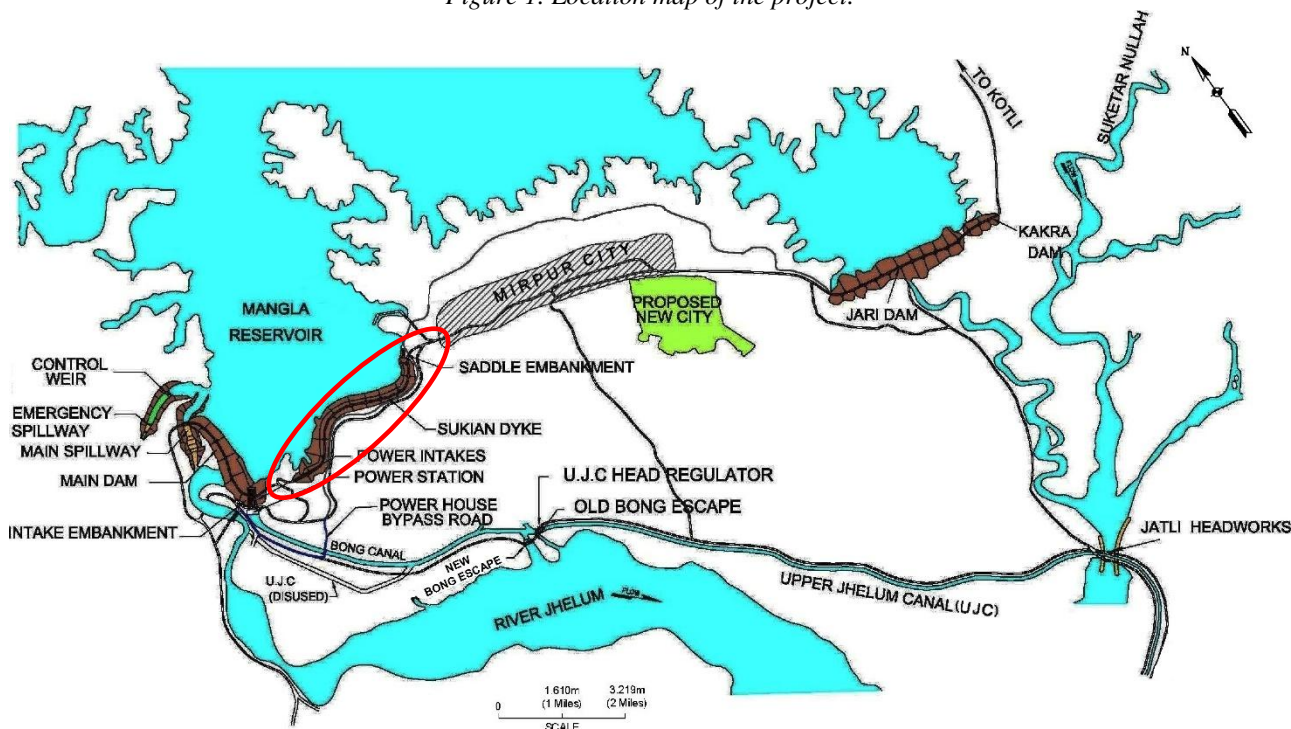 Figure 1. Location map of the project.
N
TO KOTLI
SUKETAR NULLAH
FLOW
KAKRA
DAM
MIRPUR CITY
PROPOSED
NEW CITY
JARI DAM
MANGLA
RESERVOIR
SADDLE EMBANKMENT
CONTROL
WEIR
EMERGENCY
SPILLWAY
MAIN SPILLWAY
MAIN DAM
SUKIAN DYKE
POWER INTAKES
POWER STATION
U.J.C HEAD REGULATOR
POWER HOUSE
BYPASS ROAD
OLD BONG ESCAPE
INTAKE EMBANKMENT
BONG CANAL
NEW
BONG ESCAPE
U.J.C
(DISUSED)
JATLI HEADWORKS
UPPER JHELUM CANAL(UJC)
RIVER JHELUM
FLOW
0
1.610m
(1 Miles)
3.219m
(2 Miles)
SCALE